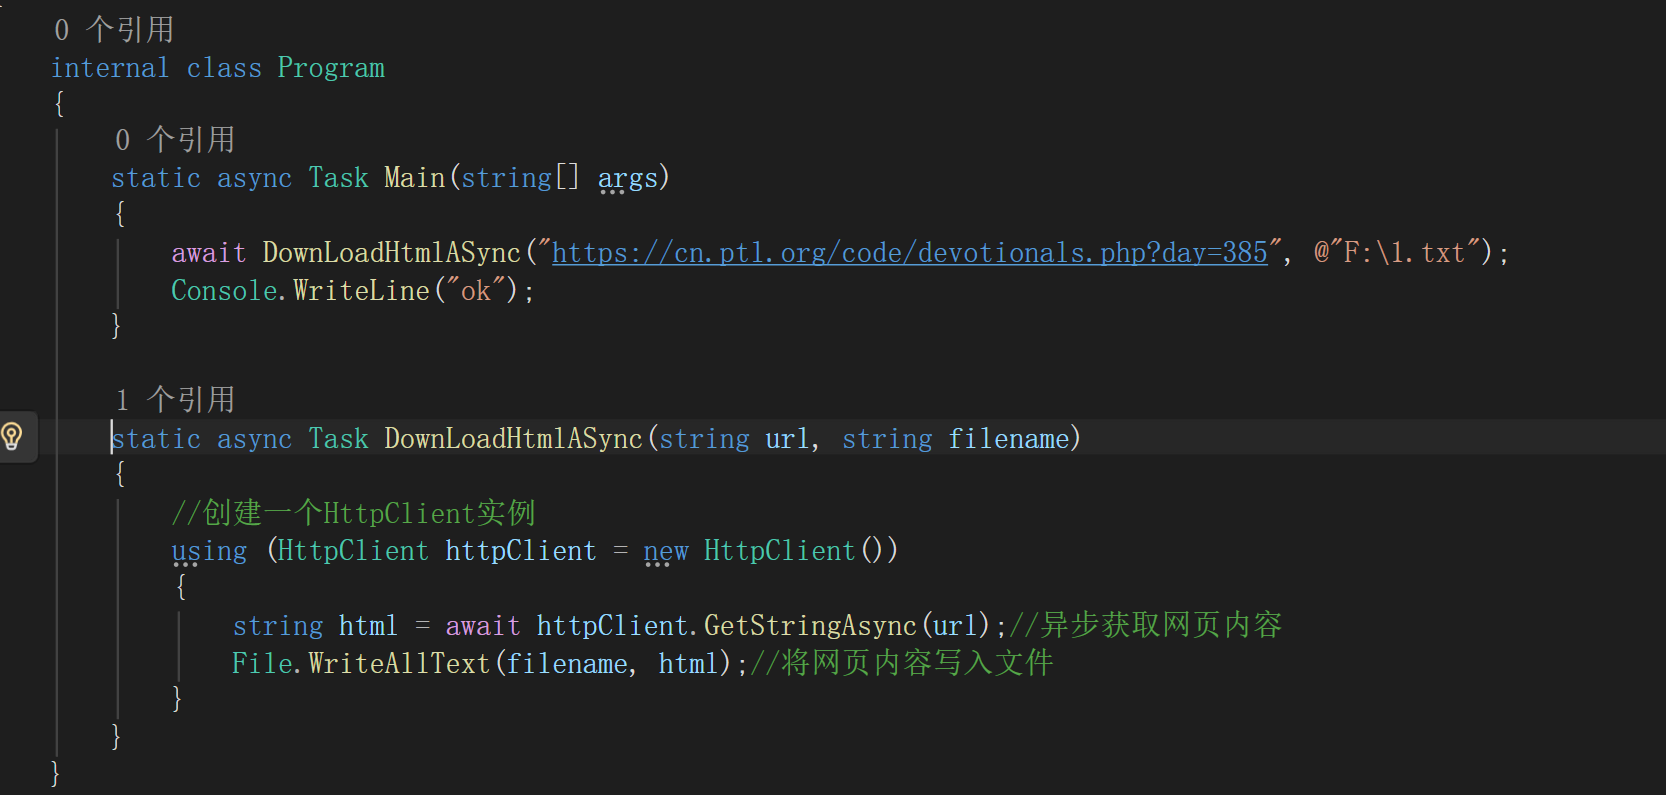 0 个引用
internal class Program
{
0 个引用
static async Task Main(string[] args)
{
await DownLoadHtmlASync("https://cn.ptl.org/code/devotionals.php?day=385", @"F:\1.txt");
Console.WriteLine("ok");
}
1 个引用
static async Task DownLoadHtmlASync(string url, string filename)
{
//创建一个HttpClient实例
using (HttpClient httpClient = new HttpClient())
{
string html = await httpClient.GetStringAsync(url);//异步获取网页内容
File.WriteAllText(filename, html);//将网页内容写入文件
}
}
}